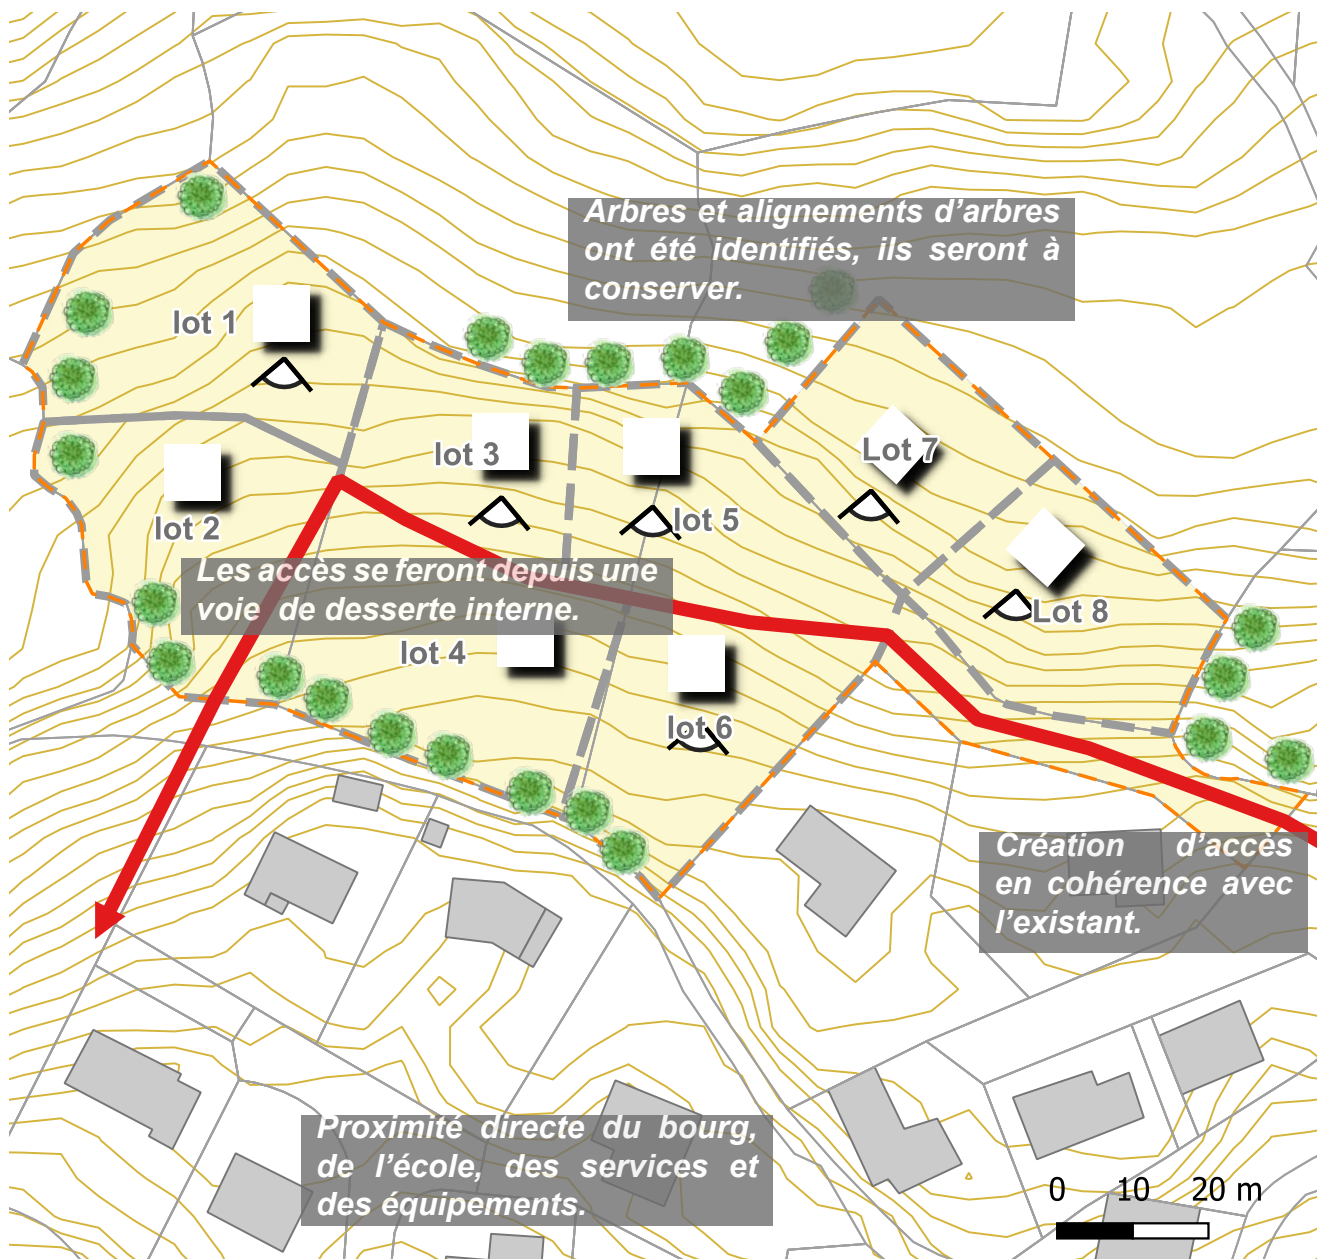 Arbres et alignements d'arbres
ont été identifiés, ils seront à
conserver.
lot 1
lot 3
Lot 7
lot 2
lot 5
Les accès se feront depuis une
voie de desserte interne.
Lot 8
lot 4
lot 6
Création d'accès
en cohérence avec
l'existant.
Proximité directe du bourg,
de l'école, des services et
des équipements.
0 10 20 m